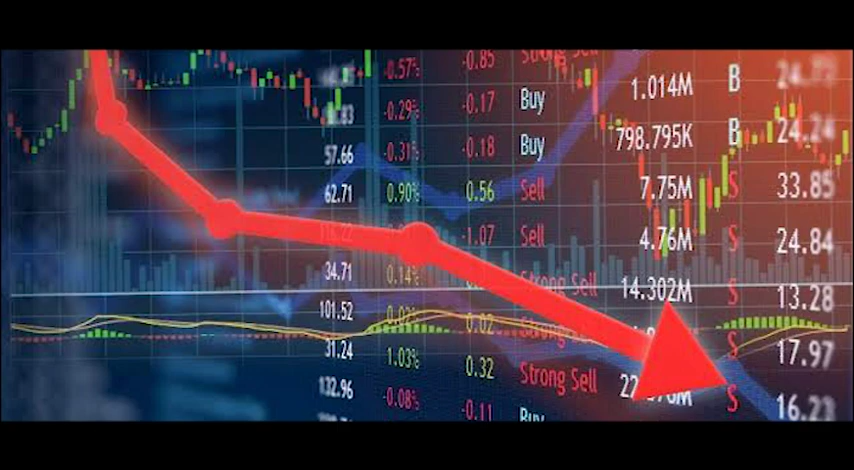 -0.57% -0.85 Strong Sell 24.77
1.014M B
-0.29% -0.17 Buy
798.795K B 24.24
57.66 -0.31% -0.18 Buy
62.71 0.90% 0.56 Sell 7.75M S 33.85
-1.07 Sell 4.76M S 24.84
34.71 0.14% Strong Sell 14.302M S 13.28
101.52 0.02 Strong
31.24 1.03% 0.32 Strong Sell S 17.97
132.96 -0.08% -0.11 Buy S 16.23